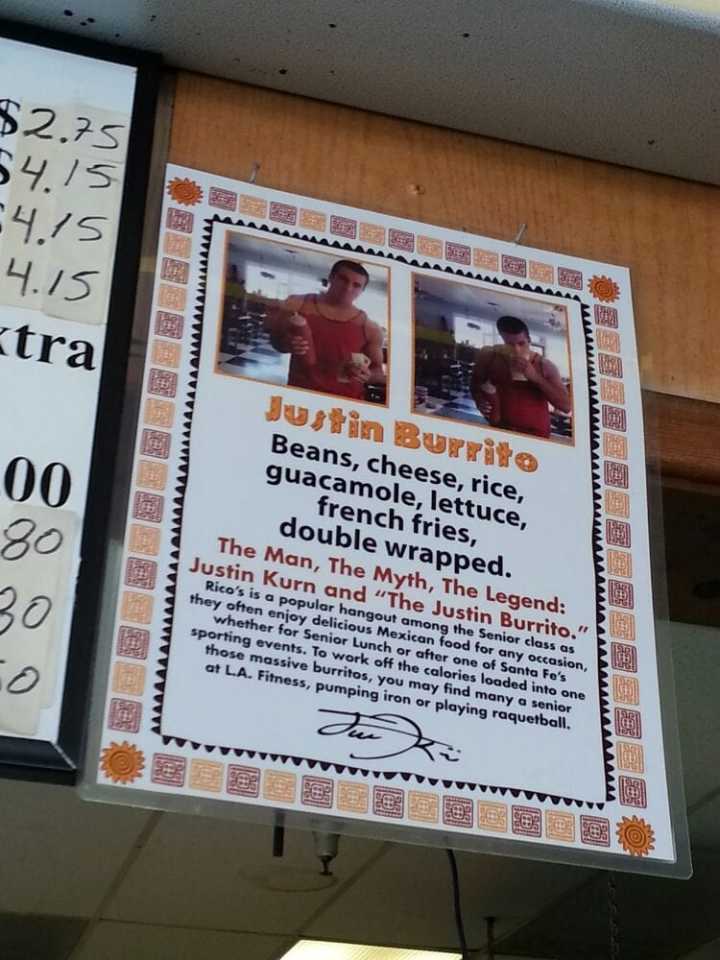 $2.75
$4.15
4.15
4.15
00
80
Justin Burrito
Beans, cheese, rice,
guacamole, lettuce,
french fries,
double wrapped.
The Man, The Myth, The Legend:
Justin Kurn and "The Justin Burrito."
Rico's is a popular hangout among the Senior class as
they often enjoy delicious Mexican food for any occasion,
whether for Senior Lunch or after one of Santa Fe's
sporting events. To work off the calories loaded into one
those massive burritos, you may find many a senior
at L.A. Fitness, pumping iron or playing raquetball.